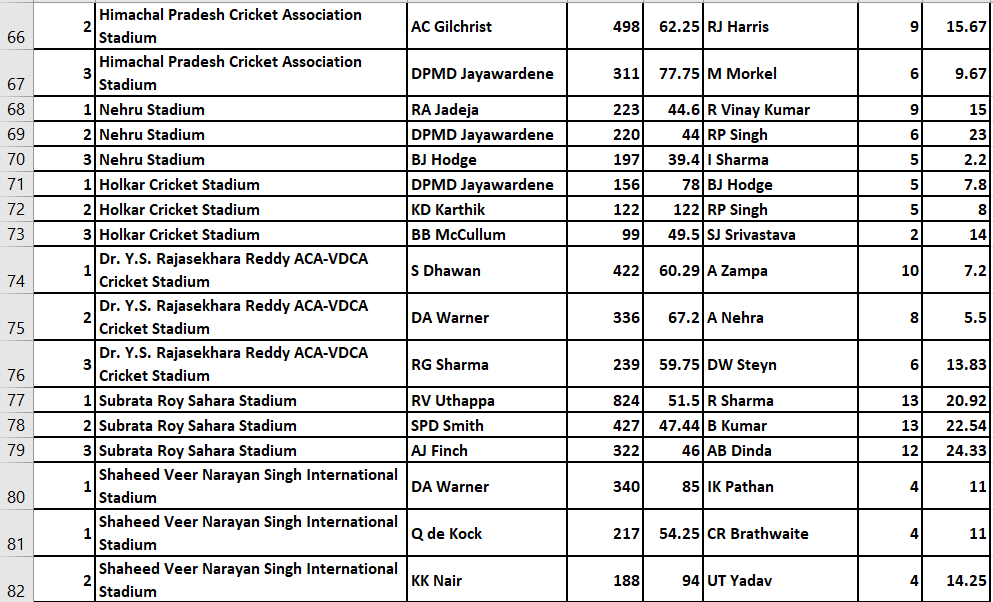 66 2 Himachal Pradesh Cricket Association Stadium AC Gilchrist 498 62.25 RJ Harris 9 15.67
67 3 Himachal Pradesh Cricket Association Stadium DPMD Jayawardene 311 77.75 M Morkel 6 9.67
68 1 Nehru Stadium RA Jadeja 223 44.6 R Vinay Kumar 9 15
69 2 Nehru Stadium DPMD Jayawardene 220 44 RP Singh 6 23
70 3 Nehru Stadium BJ Hodge 197 39.4 I Sharma 5 2.2
71 1 Holkar Cricket Stadium DPMD Jayawardene 156 78 BJ Hodge 5 7.8
72 2 Holkar Cricket Stadium KD Karthik 122 122 RP Singh 5 8
73 3 Holkar Cricket Stadium BB McCullum 99 49.5 SJ Srivastava 2 14
74 1 Dr. Y.S. Rajasekhara Reddy ACA-VDCA Cricket Stadium S Dhawan 422 60.29 A Zampa 10 7.2
75 2 Dr. Y.S. Rajasekhara Reddy ACA-VDCA Cricket Stadium DA Warner 336 67.2 A Nehra 8 5.5
76 3 Dr. Y.S. Rajasekhara Reddy ACA-VDCA Cricket Stadium RG Sharma 239 59.75 DW Steyn 6 13.83
77 1 Subrata Roy Sahara Stadium RV Uthappa 824 51.5 R Sharma 13 20.92
78 2 Subrata Roy Sahara Stadium SPD Smith 427 47.44 B Kumar 13 22.54
79 3 Subrata Roy Sahara Stadium AJ Finch 322 46 AB Dinda 12 24.33
80 1 Shaheed Veer Narayan Singh International Stadium DA Warner 340 85 IK Pathan 4 11
81 1 Shaheed Veer Narayan Singh International Stadium Q de Kock 217 54.25 CR Brathwaite 4 11
82 2 Shaheed Veer Narayan Singh International Stadium KK Nair 188 94 UT Yadav 4 14.25